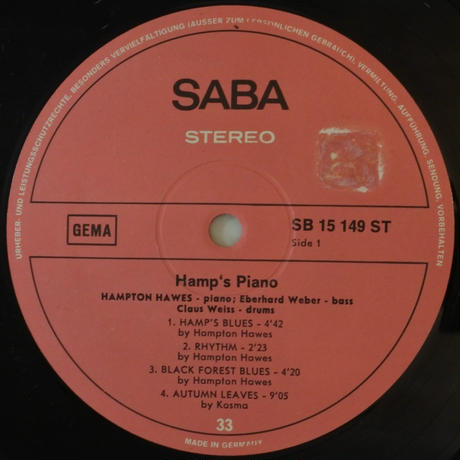 URHEBER- UND LEISTUNGSSCHUTZRECHTE, BESONDERS VERVIELFÄLTIGUNG (AUSSER ZUM PERSÖNLICHEN GEBRAUCH), VERMIETUNG, AUFFÜHRUNG, SENDUNG, VORBEHALTEN
SABA
STEREO
GEMA
SB 15 149 ST
Side 1
Hamp's Piano
HAMPTON HAWES - piano; Eberhard Weber - bass
Claus Weiss - drums
1. HAMP'S BLUES - 4'42
by Hampton Hawes
2. RHYTHM - 2'23
by Hampton Hawes
3. BLACK FOREST BLUES - 4'20
by Hampton Hawes
4. AUTUMN LEAVES - 9'05
by Kosma
33
MADE IN GERMANY